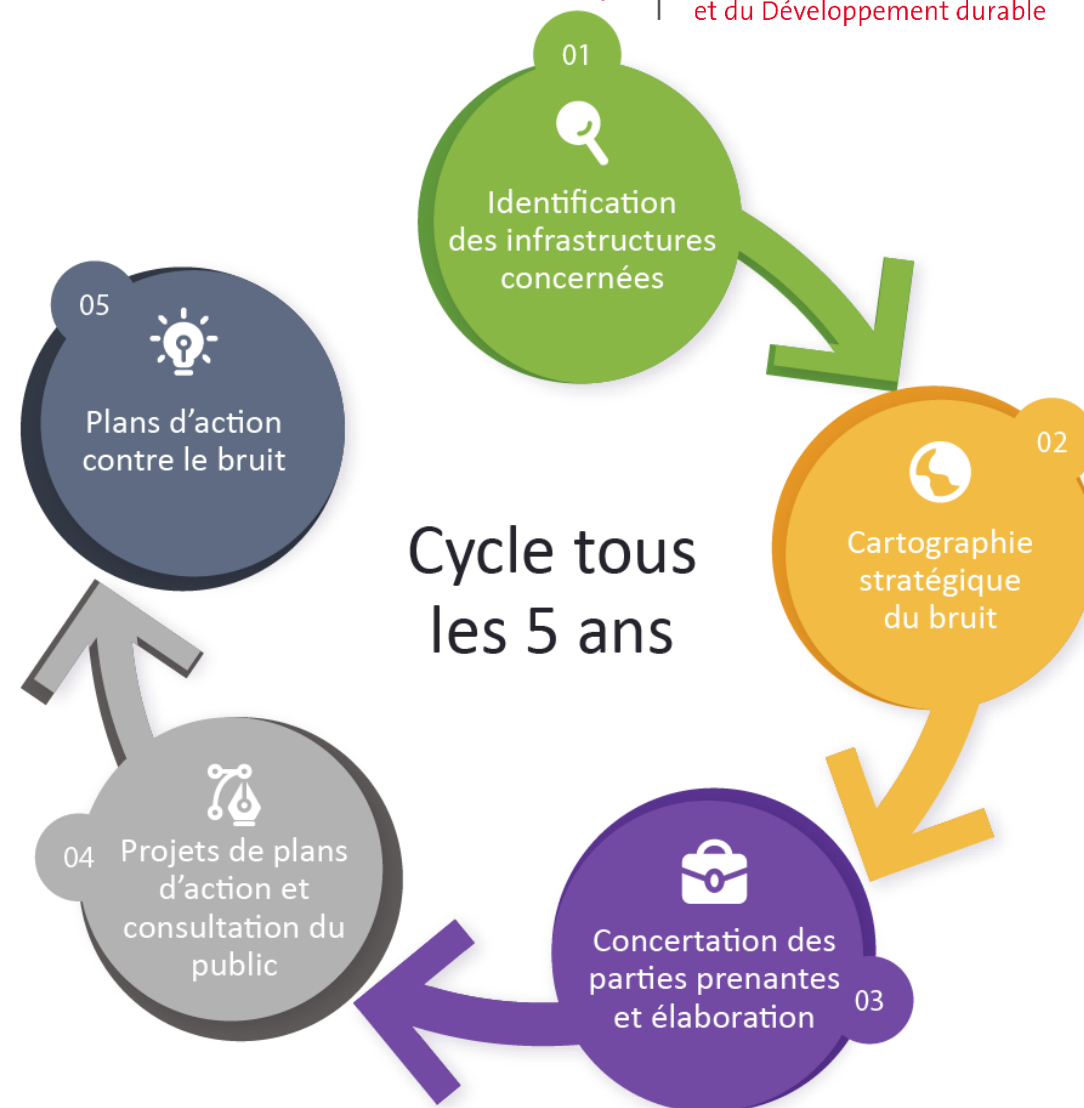 et du Développement durable
01
Identification
des infrastructures
concernées
02
Cartographie
stratégique
du bruit
03
Concertation des
parties prenantes
et élaboration
04
Projets de plans
d’action et
consultation du
public
05
Plans d’action
contre le bruit
Cycle tous
les 5 ans